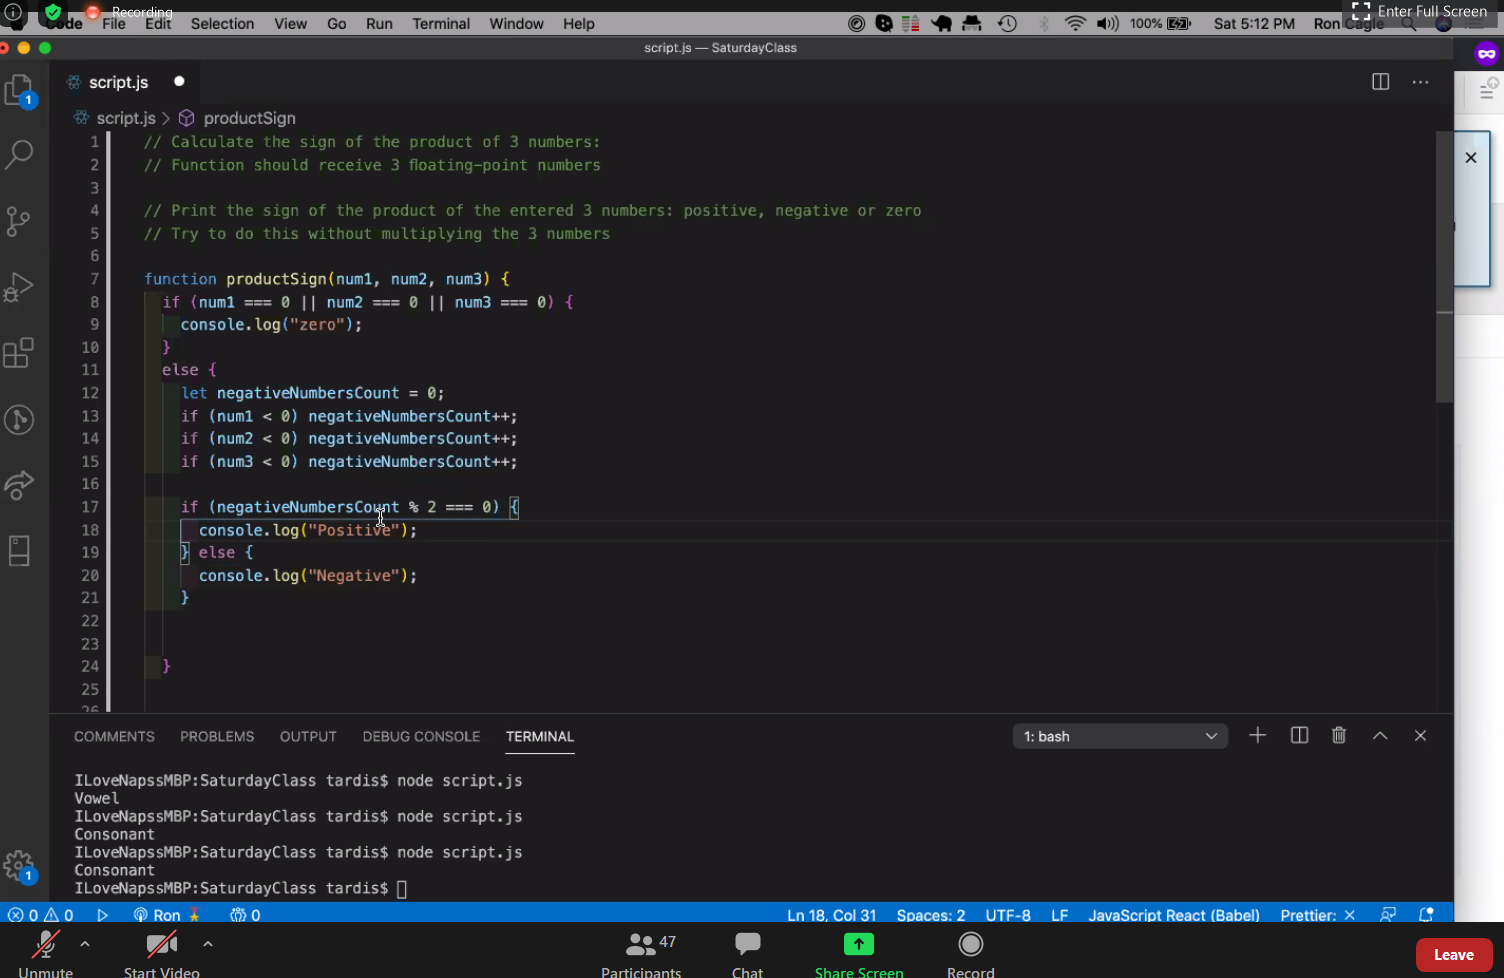 Recording
Enter Full Screen
Code File Edit Selection View Go Run Terminal Window Help 100% Sat 5:12 PM Ron Cagle
script.js — SaturdayClass
script.js
1
script.js > productSign
1 // Calculate the sign of the product of 3 numbers:
2 // Function should receive 3 floating-point numbers
3
4 // Print the sign of the product of the entered 3 numbers: positive, negative or zero
5 // Try to do this without multiplying the 3 numbers
6
7 function productSign(num1, num2, num3) {
8 if (num1 === 0 || num2 === 0 || num3 === 0) {
9 console.log("zero");
10 }
11 else {
12 let negativeNumbersCount = 0;
13 if (num1 < 0) negativeNumbersCount++;
14 if (num2 < 0) negativeNumbersCount++;
15 if (num3 < 0) negativeNumbersCount++;
16
17 if (negativeNumbersCount % 2 === 0) {
18 console.log("Positive");
19 } else {
20 console.log("Negative");
21 }
22
23
24 }
25
26
COMMENTS PROBLEMS OUTPUT DEBUG CONSOLE TERMINAL 1: bash
ILoveNapssMBP:SaturdayClass tardis$ node script.js
Vowel
ILoveNapssMBP:SaturdayClass tardis$ node script.js
Consonant
ILoveNapssMBP:SaturdayClass tardis$ node script.js
Consonant
ILoveNapssMBP:SaturdayClass tardis$
1
0 0 Ron 0 Ln 18, Col 31 Spaces: 2 UTF-8 LF JavaScript React (Babel) Prettier: ×
47
Unmute Start Video Participants Chat Share Screen Record Leave